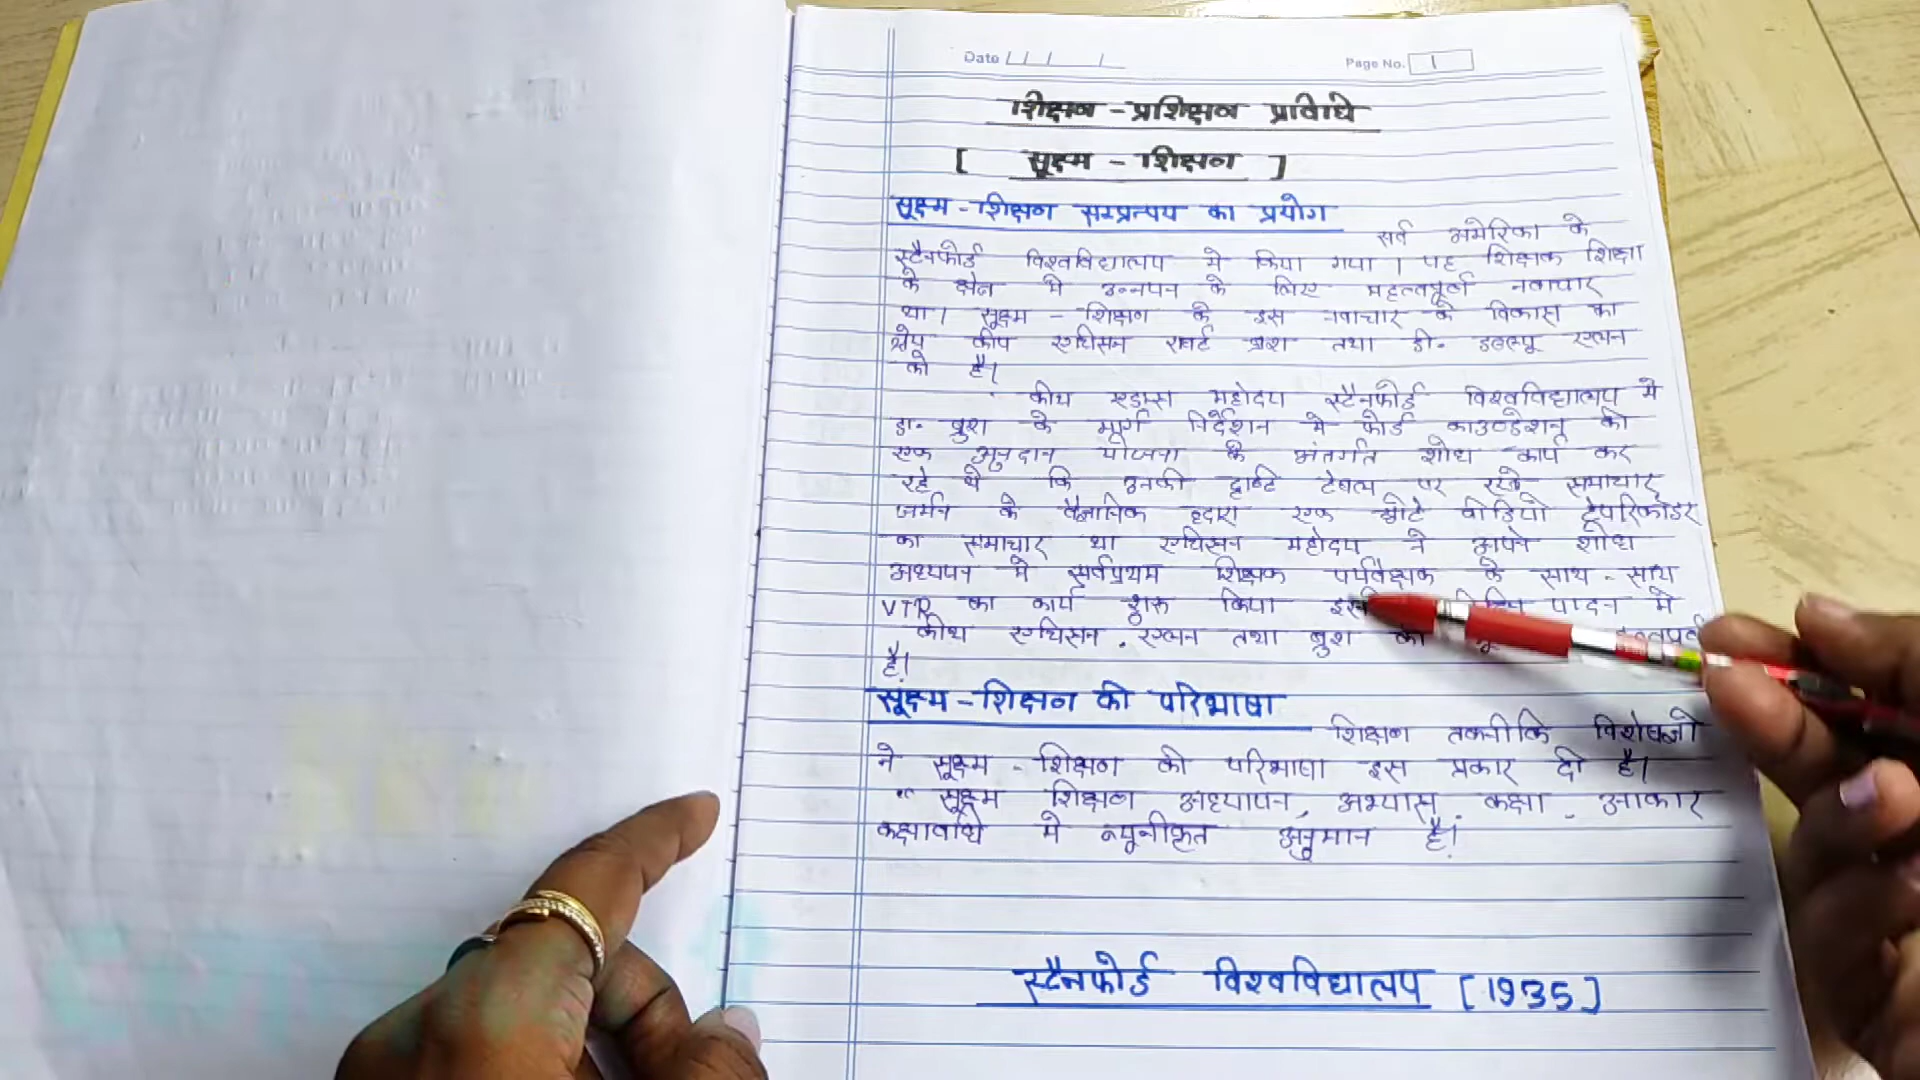 Date
Page No. 1
शिक्षण - प्रशिक्षण प्राविधि
[ सूक्ष्म - शिक्षण ]
सूक्ष्म - शिक्षण सम्प्रत्यय का प्रयोग
सर्व अमेरिका के
स्टैनफोर्ड विश्वविद्यालय मे किया गया । यह शिक्षक शिक्षा
के क्षेत्र मे उन्नयन के लिए महत्वपूर्ण नवाचार
था। सूक्ष्म - शिक्षण के इस नवाचार के विकास का
श्रेय कीथ एचिसन रार्बट ब्रुश तथा डी. डबल्यू एलन
को है।
कीथ एडम्स महोदय स्टैनफोर्ड विश्वविद्यालय मे
डा. ब्रुश के मार्ग निर्देशन मे फोर्ड फाउण्डेशन की
एक अनुदान योजना के अंतर्गत शोध कार्य कर
रहे थे कि उनकी टेबल पर रखे समाचार
जर्मन के वैज्ञानिक द्वारा एक छोटे वीडियो टेपरिकॉडर
का समाचार था एचिसन महोदय ने अपने शोध
अध्ययन मे सर्वप्रथम शिक्षक पर्यवेक्षक के साथ - साथ
VTR का कार्य शुरू किया पादन मे
कीथ एचिसन . एलन तथा ब्रुश की
है।
सूक्ष्म - शिक्षण की परिभाषा
शिक्षण तकनीकि विशेषज्ञो
ने सूक्ष्म - शिक्षण की परिभाषा इस प्रकार दी है।
" सूक्ष्म शिक्षण अध्यापन, अभ्यास, कक्षा, आकार
कक्षावधि मे न्यूनीकृत अनुमान है।
स्टैनफोर्ड विश्वविद्यालय [1935]